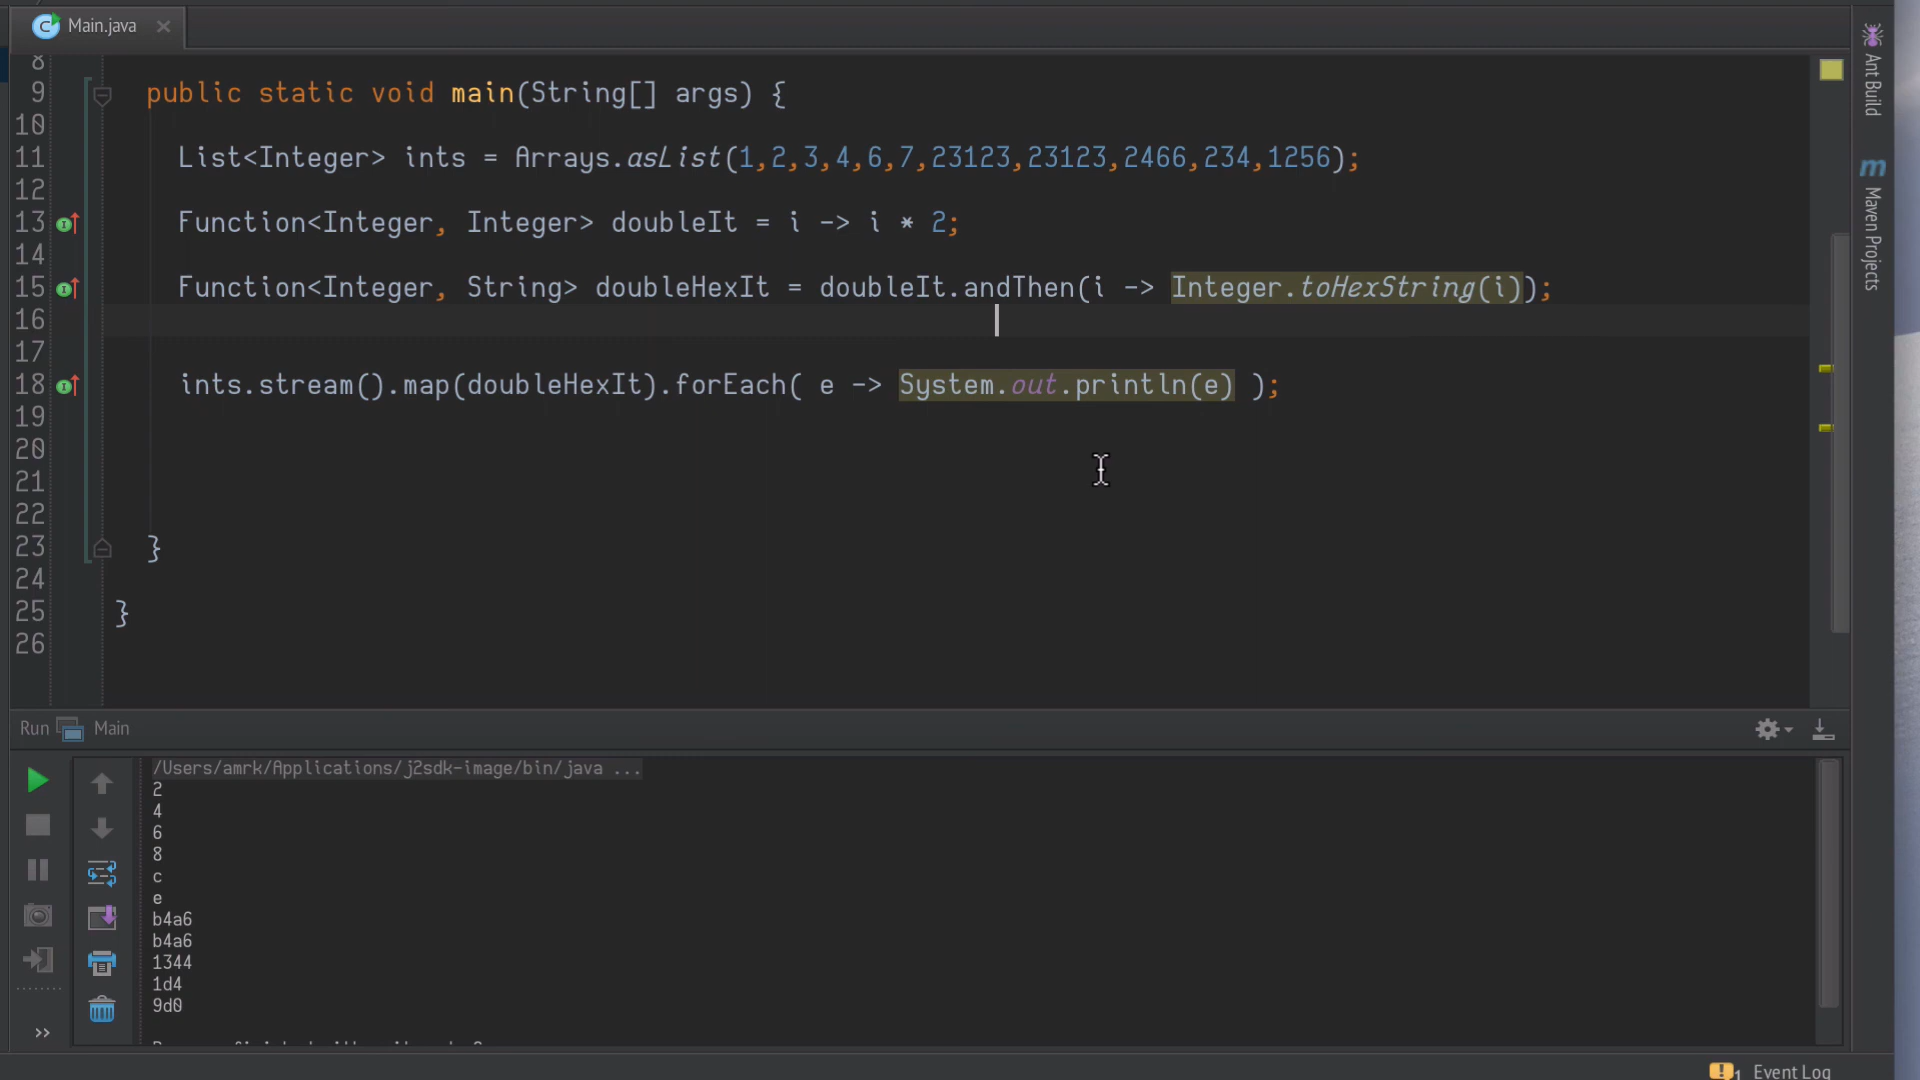 Main.java
8
9 public static void main(String[] args) {
10
11 List<Integer> ints = Arrays.asList(1,2,3,4,6,7,23123,23123,2466,234,1256);
12
13 Function<Integer, Integer> doubleIt = i -> i * 2;
14
15 Function<Integer, String> doubleHexIt = doubleIt.andThen(i -> Integer.toHexString(i));
16
17
18 ints.stream().map(doubleHexIt).forEach( e -> System.out.println(e) );
19
20
21
22
23 }
24
25 }
26
Ant Build
m
Maven Projects
Run Main
/Users/amrk/Applications/j2sdk-image/bin/java ...
2
4
6
8
c
e
b4a6
b4a6
1344
1d4
9d0
1 Event Log